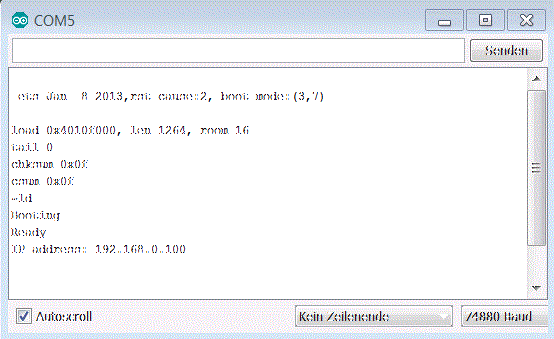 COM5
Senden
ets Jan  8 2013,rst cause:2, boot mode:(3,7)
load 0x4010f000, len 1264, room 16
tail 0
chksum 0x0f
csum 0x0f
~ld
Booting
Ready
IP address: 192.168.0.100
Autoscroll
Kein Zeilenende
74880 Baud